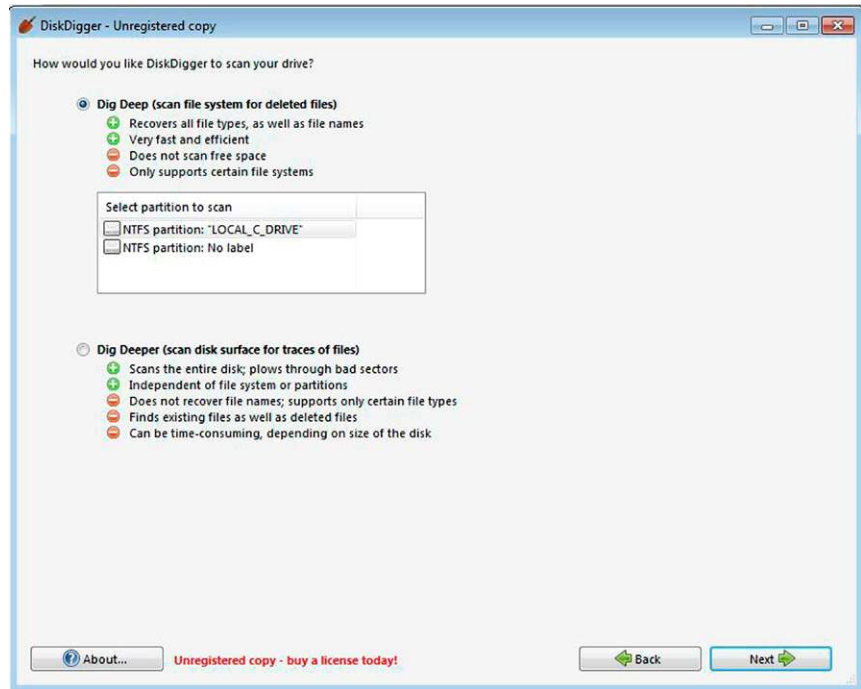 DiskDigger - Unregistered copy
How would you like DiskDigger to scan your drive?
Dig Deep (scan file system for deleted files)
Recovers all file types, as well as file names
Very fast and efficient
Does not scan free space
Only supports certain file systems
Select partition to scan
NTFS partition: "LOCAL_C_DRIVE"
NTFS partition: No label
Dig Deeper (scan disk surface for traces of files)
Scans the entire disk; plows through bad sectors
Independent of file system or partitions
Does not recover file names; supports only certain file types
Finds existing files as well as deleted files
Can be time-consuming, depending on size of the disk
About... Unregistered copy - buy a license today! Back Next